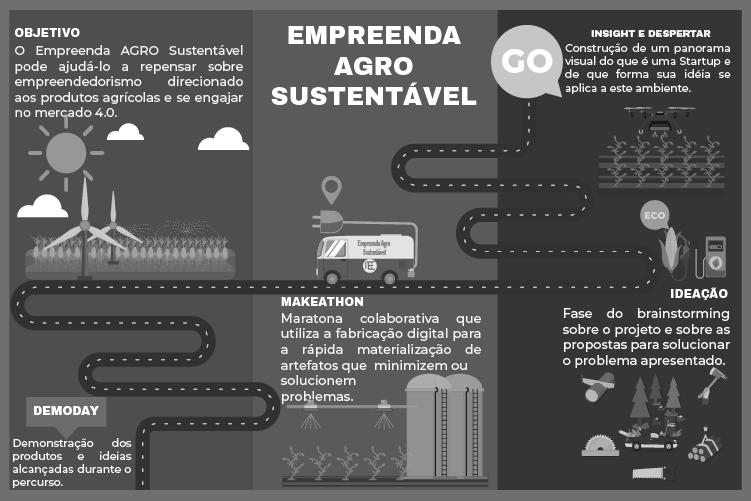 OBJETIVO
O Empreenda AGRO Sustentável
pode ajudá-lo a repensar sobre
empreendedorismo direcionado
aos produtos agrícolas e se engajar
no mercado 4.0.
EMPREENDA
AGRO
SUSTENTÁVEL
GO
INSIGHT E DESPERTAR
Construção de um panorama
visual do que é uma Startup e
de que forma sua idéia se
aplica a este ambiente.
ECO
Empreenda Agro
Sustentável
IDEAÇÃO
Fase do brainstorming
sobre o projeto e sobre as
propostas para solucionar
o problema apresentado.
MAKEATHON
Maratona colaborativa que
utiliza a fabricação digital para
a rápida materialização de
artefatos que minimizem ou
solucionem
problemas.
DEMODAY
Demonstração dos
produtos e ideias
alcançadas durante o
percurso.